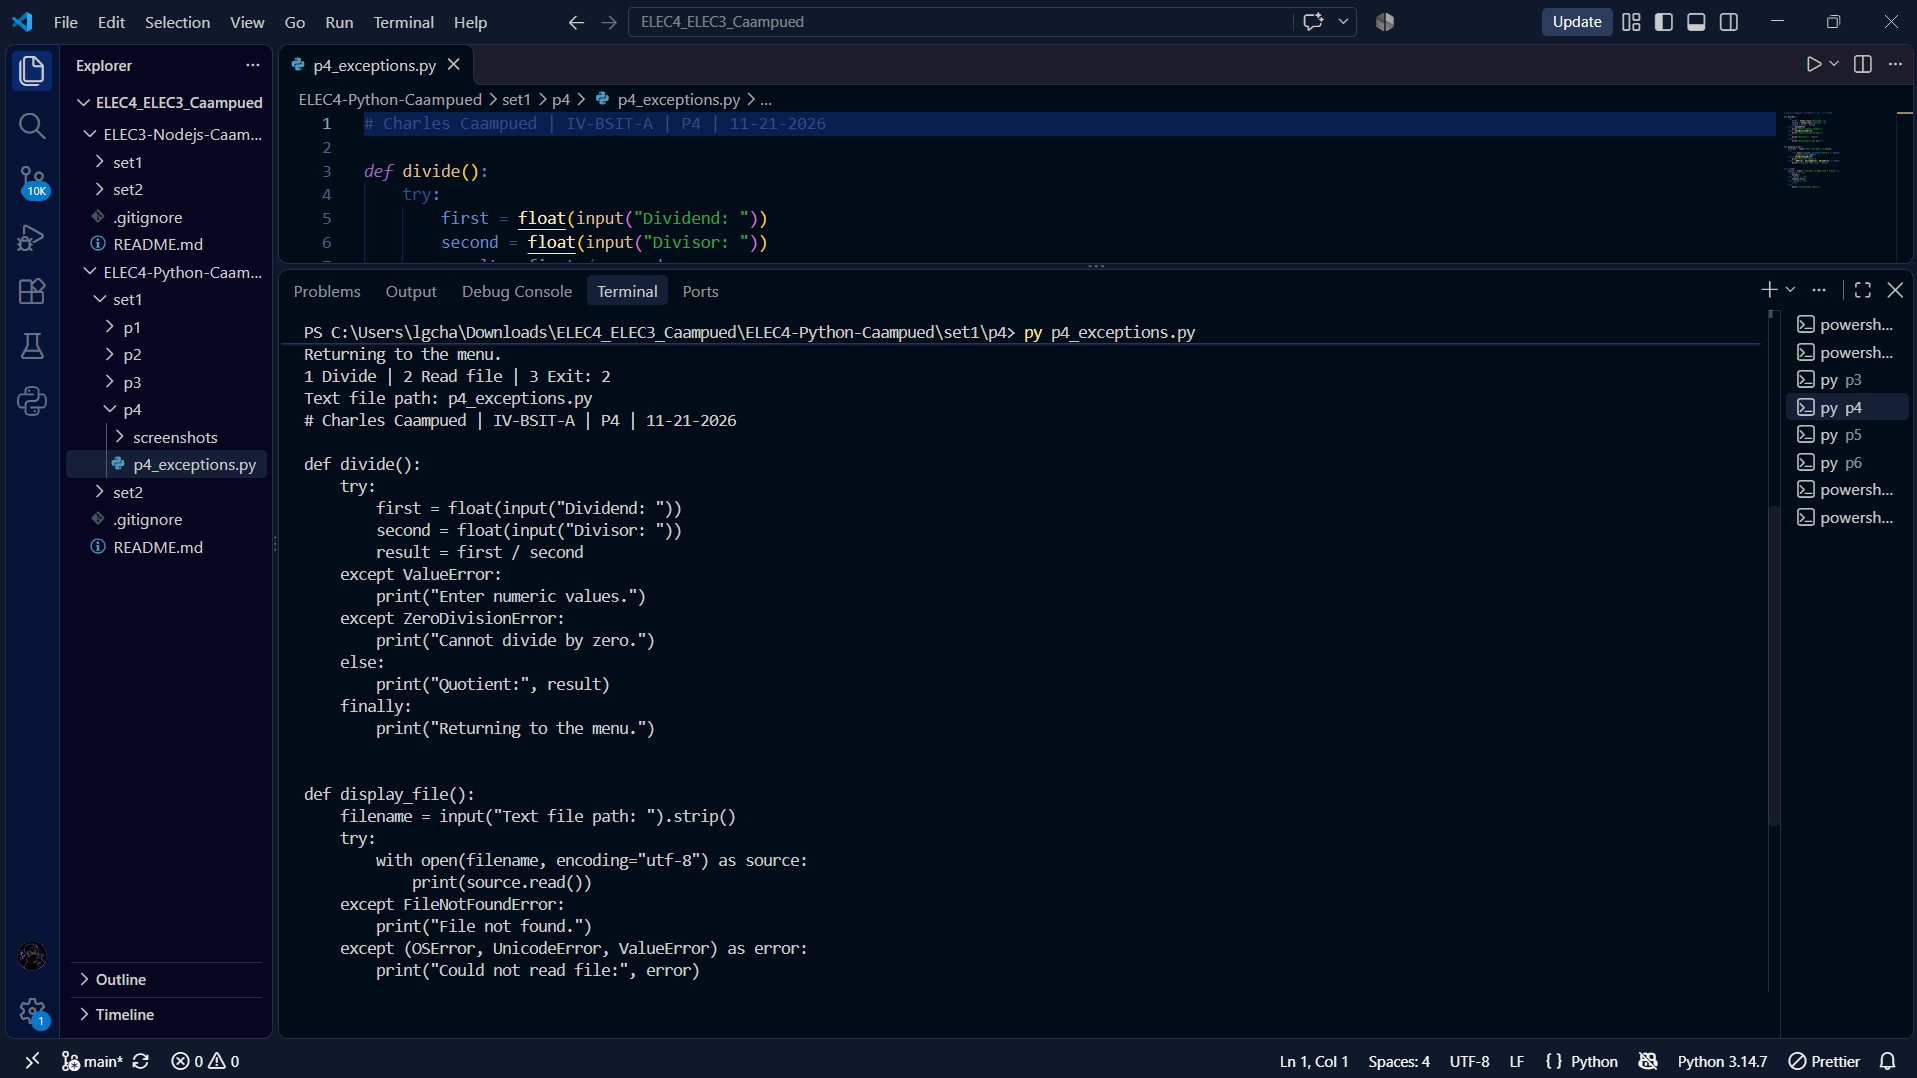 File Edit Selection View Go Run Terminal Help
ELEC4_ELEC3_Caampued
Update
Explorer
ELEC4_ELEC3_Caampued
ELEC3-Nodejs-Caam...
set1
set2
.gitignore
README.md
ELEC4-Python-Caam...
set1
p1
p2
p3
p4
screenshots
p4_exceptions.py
set2
.gitignore
README.md
Outline
Timeline
10K
1
p4_exceptions.py
ELEC4-Python-Caampued > set1 > p4 > p4_exceptions.py > ...
1 # Charles Caampued | IV-BSIT-A | P4 | 11-21-2026
2
3 def divide():
4     try:
5         first = float(input("Dividend: "))
6         second = float(input("Divisor: "))
Problems Output Debug Console Terminal Ports
PS C:\Users\lgcha\Downloads\ELEC4_ELEC3_Caampued\ELEC4-Python-Caampued\set1\p4> py p4_exceptions.py
Returning to the menu.
1 Divide | 2 Read file | 3 Exit: 2
Text file path: p4_exceptions.py
# Charles Caampued | IV-BSIT-A | P4 | 11-21-2026
def divide():
    try:
        first = float(input("Dividend: "))
        second = float(input("Divisor: "))
        result = first / second
    except ValueError:
        print("Enter numeric values.")
    except ZeroDivisionError:
        print("Cannot divide by zero.")
    else:
        print("Quotient:", result)
    finally:
        print("Returning to the menu.")
def display_file():
    filename = input("Text file path: ").strip()
    try:
        with open(filename, encoding="utf-8") as source:
            print(source.read())
    except FileNotFoundError:
        print("File not found.")
    except (OSError, UnicodeError, ValueError) as error:
        print("Could not read file:", error)
powersh...
powersh...
py p3
py p4
py p5
py p6
powersh...
powersh...
main* 0 0
Ln 1, Col 1 Spaces: 4 UTF-8 LF { } Python Python 3.14.7 Prettier